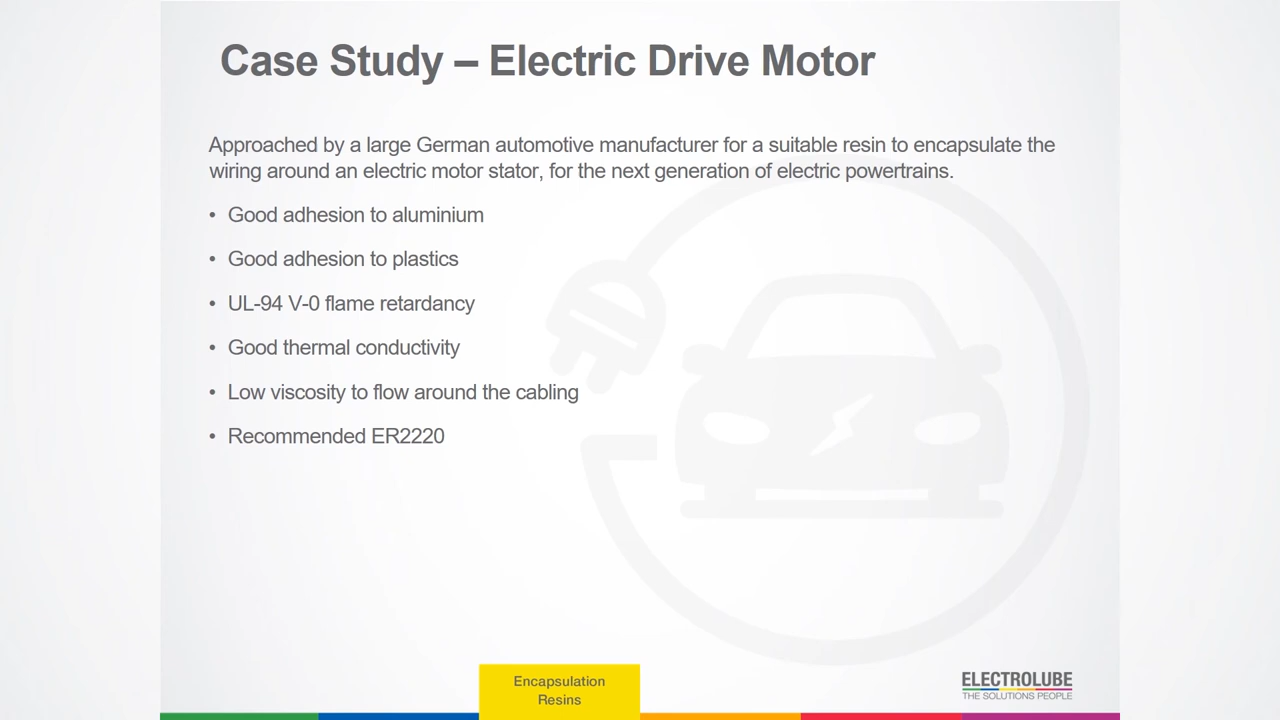 Case Study – Electric Drive Motor
Approached by a large German automotive manufacturer for a suitable resin to encapsulate the
wiring around an electric motor stator, for the next generation of electric powertrains.
• Good adhesion to aluminium
• Good adhesion to plastics
• UL-94 V-0 flame retardancy
• Good thermal conductivity
• Low viscosity to flow around the cabling
• Recommended ER2220
Encapsulation
Resins
ELECTROLUBE
THE SOLUTIONS PEOPLE